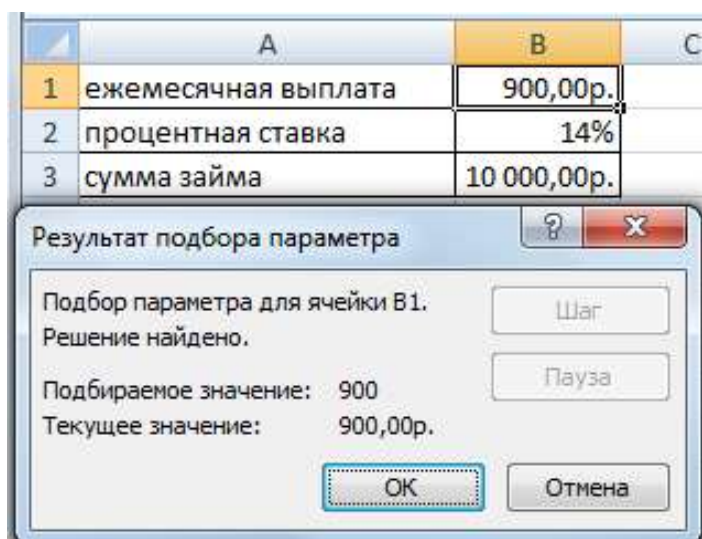 A B C
1 ежемесячная выплата 900,00р.
2 процентная ставка 14%
3 сумма займа 10 000,00р.
Результат подбора параметра ?
Подбор параметра для ячейки B1. Шаг
Решение найдено.
Подбираемое значение: 900 Пауза
Текущее значение: 900,00р.
ОК Отмена